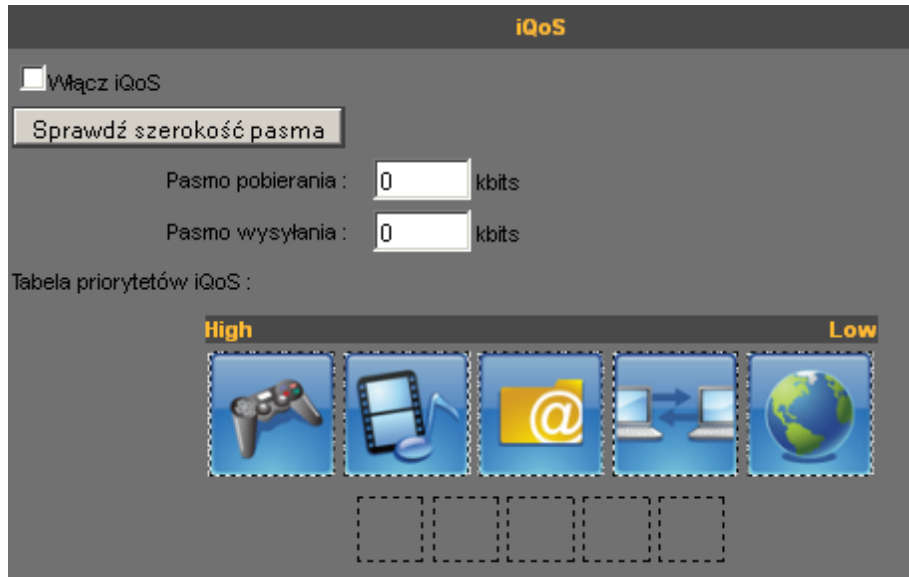 iQoS
Włącz iQoS
Sprawdź szerokość pasma
Pasmo pobierania : 0 kbits
Pasmo wysyłania : 0 kbits
Tabela priorytetów iQoS :
High Low
@